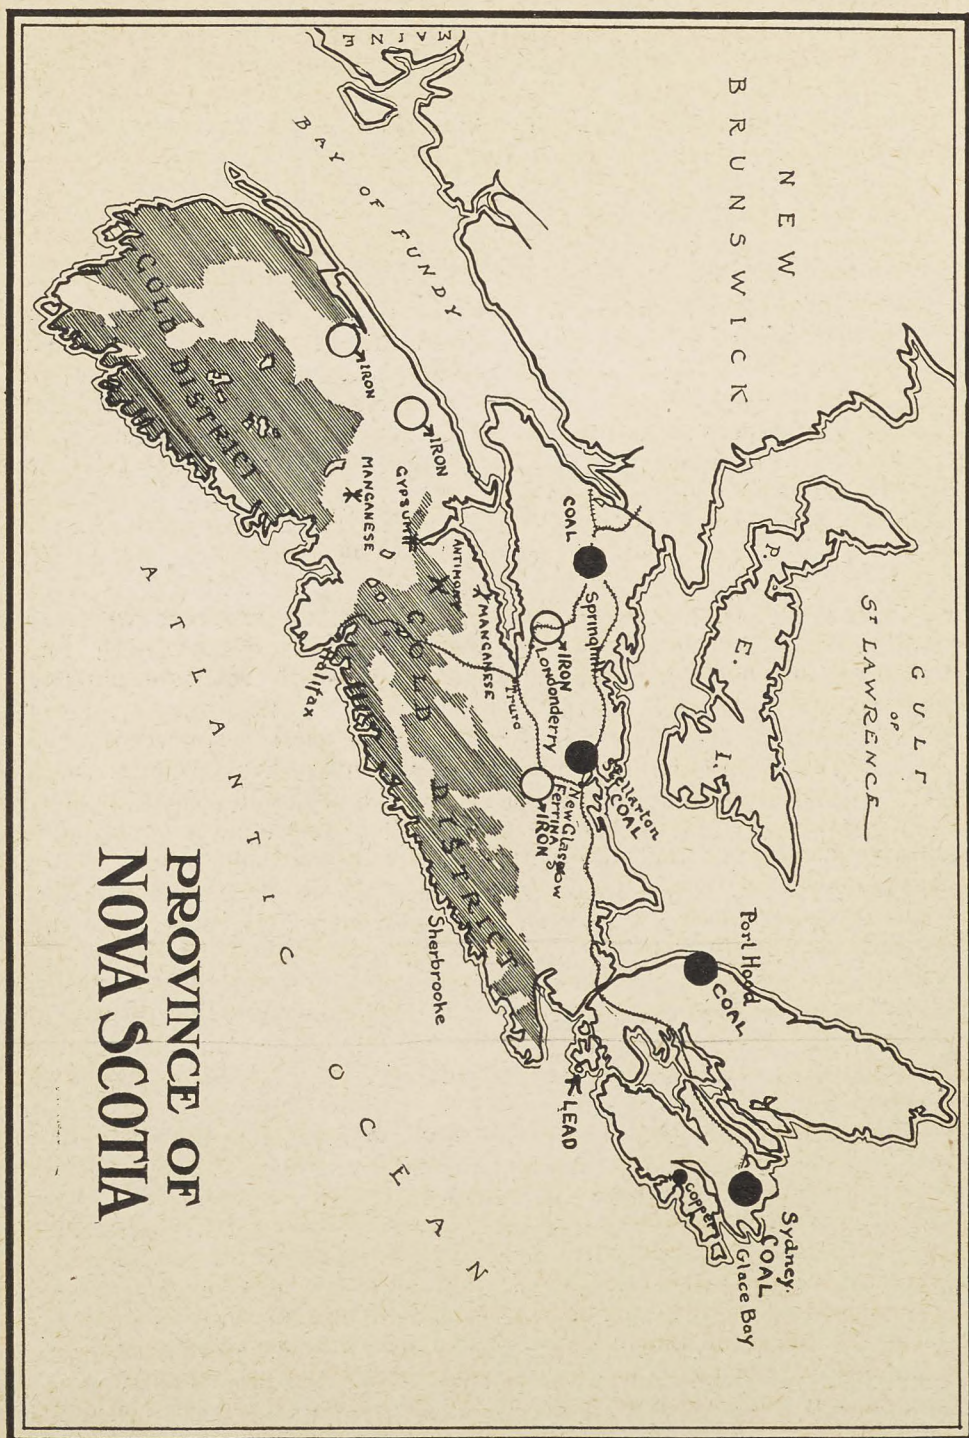 NEW
BRUNSWICK
MAINE
BAY OF FUNDY
GULF
OF
ST LAWRENCE
P. E. I.
GOLD DISTRICT
IRON
IRON
MANGANESE
GYPSUM
ANTIMONY
MANGANESE
COAL
Springhill
IRON
Londonderry
Truro
Halifax
GOLD DISTRICT
Stellarton
COAL
New Glasgow
FERRONA
IRON
Sherbrooke
Port Hood
COAL
LEAD
Sydney.
COAL
Glace Bay
COPPER
ATLANTIC OCEAN
PROVINCE OF
NOVA SCOTIA